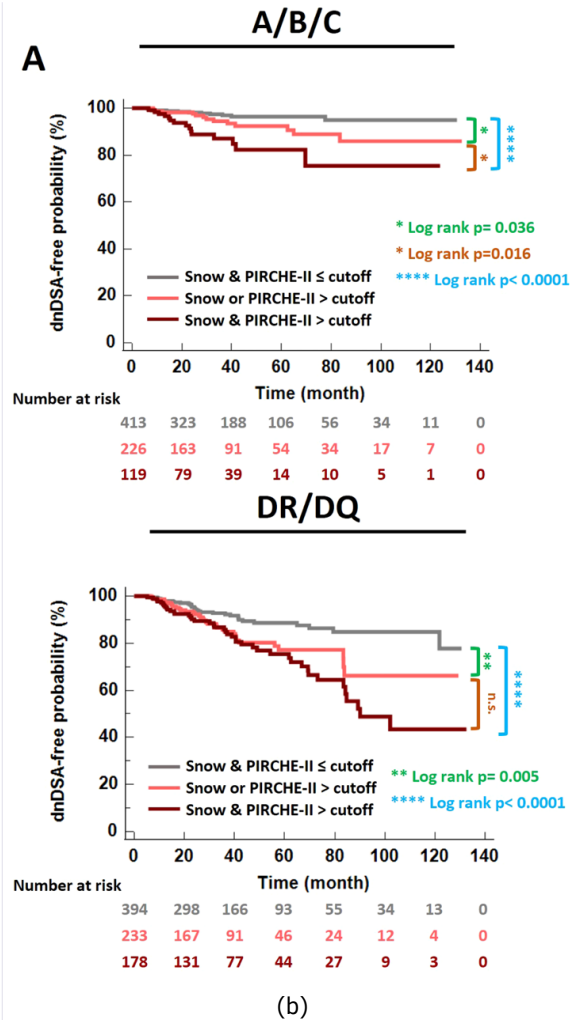 A/B/C
A
dnDSA-free probability (%)
100
80
60
40
20
0
*
*
****
* Log rank p= 0.036
* Log rank p=0.016
**** Log rank p< 0.0001
Snow & PIRCHE-II ≤ cutoff
Snow or PIRCHE-II > cutoff
Snow & PIRCHE-II > cutoff
0 20 40 60 80 100 120 140
Time (month)
Number at risk
413 323 188 106 56 34 11 0
226 163 91 54 34 17 7 0
119 79 39 14 10 5 1 0
DR/DQ
dnDSA-free probability (%)
100
80
60
40
20
0
**
n.s.
****
Snow & PIRCHE-II ≤ cutoff
Snow or PIRCHE-II > cutoff
Snow & PIRCHE-II > cutoff
** Log rank p= 0.005
**** Log rank p< 0.0001
0 20 40 60 80 100 120 140
Time (month)
Number at risk
394 298 166 93 55 34 13 0
233 167 91 46 24 12 4 0
178 131 77 44 27 9 3 0
(b)